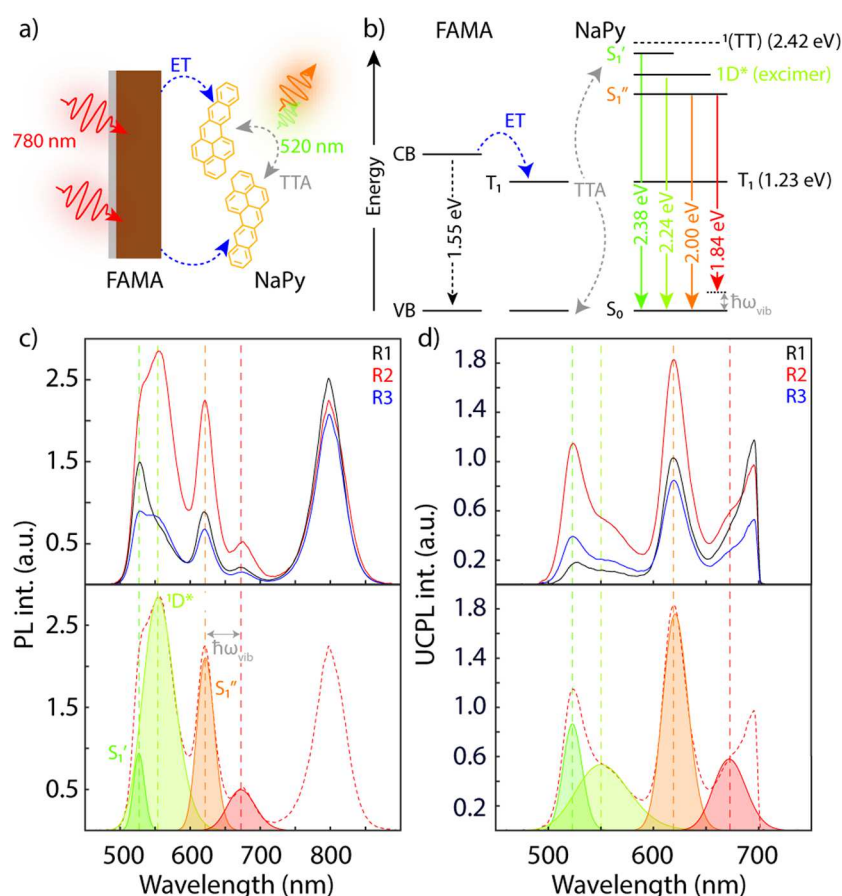 a)
ET
780 nm
520 nm
TTA
FAMA
NaPy
b)
FAMA
NaPy
Energy
CB
VB
ET
1.55 eV
T₁
TTA
S₁'
S₁''
¹(TT) (2.42 eV)
1D* (excimer)
T₁ (1.23 eV)
2.38 eV
2.24 eV
2.00 eV
1.84 eV
S₀
ħω_vib
c)
R1
R2
R3
2.5
1.5
0.5
PL int. (a.u.)
¹D*
ħω_vib
S₁''
S₁'
2.5
1.5
0.5
500 600 700 800
Wavelength (nm)
d)
R1
R2
R3
1.8
1.4
1.0
0.6
0.2
UCPL int. (a.u.)
1.8
1.4
1.0
0.6
0.2
500 600 700
Wavelength (nm)